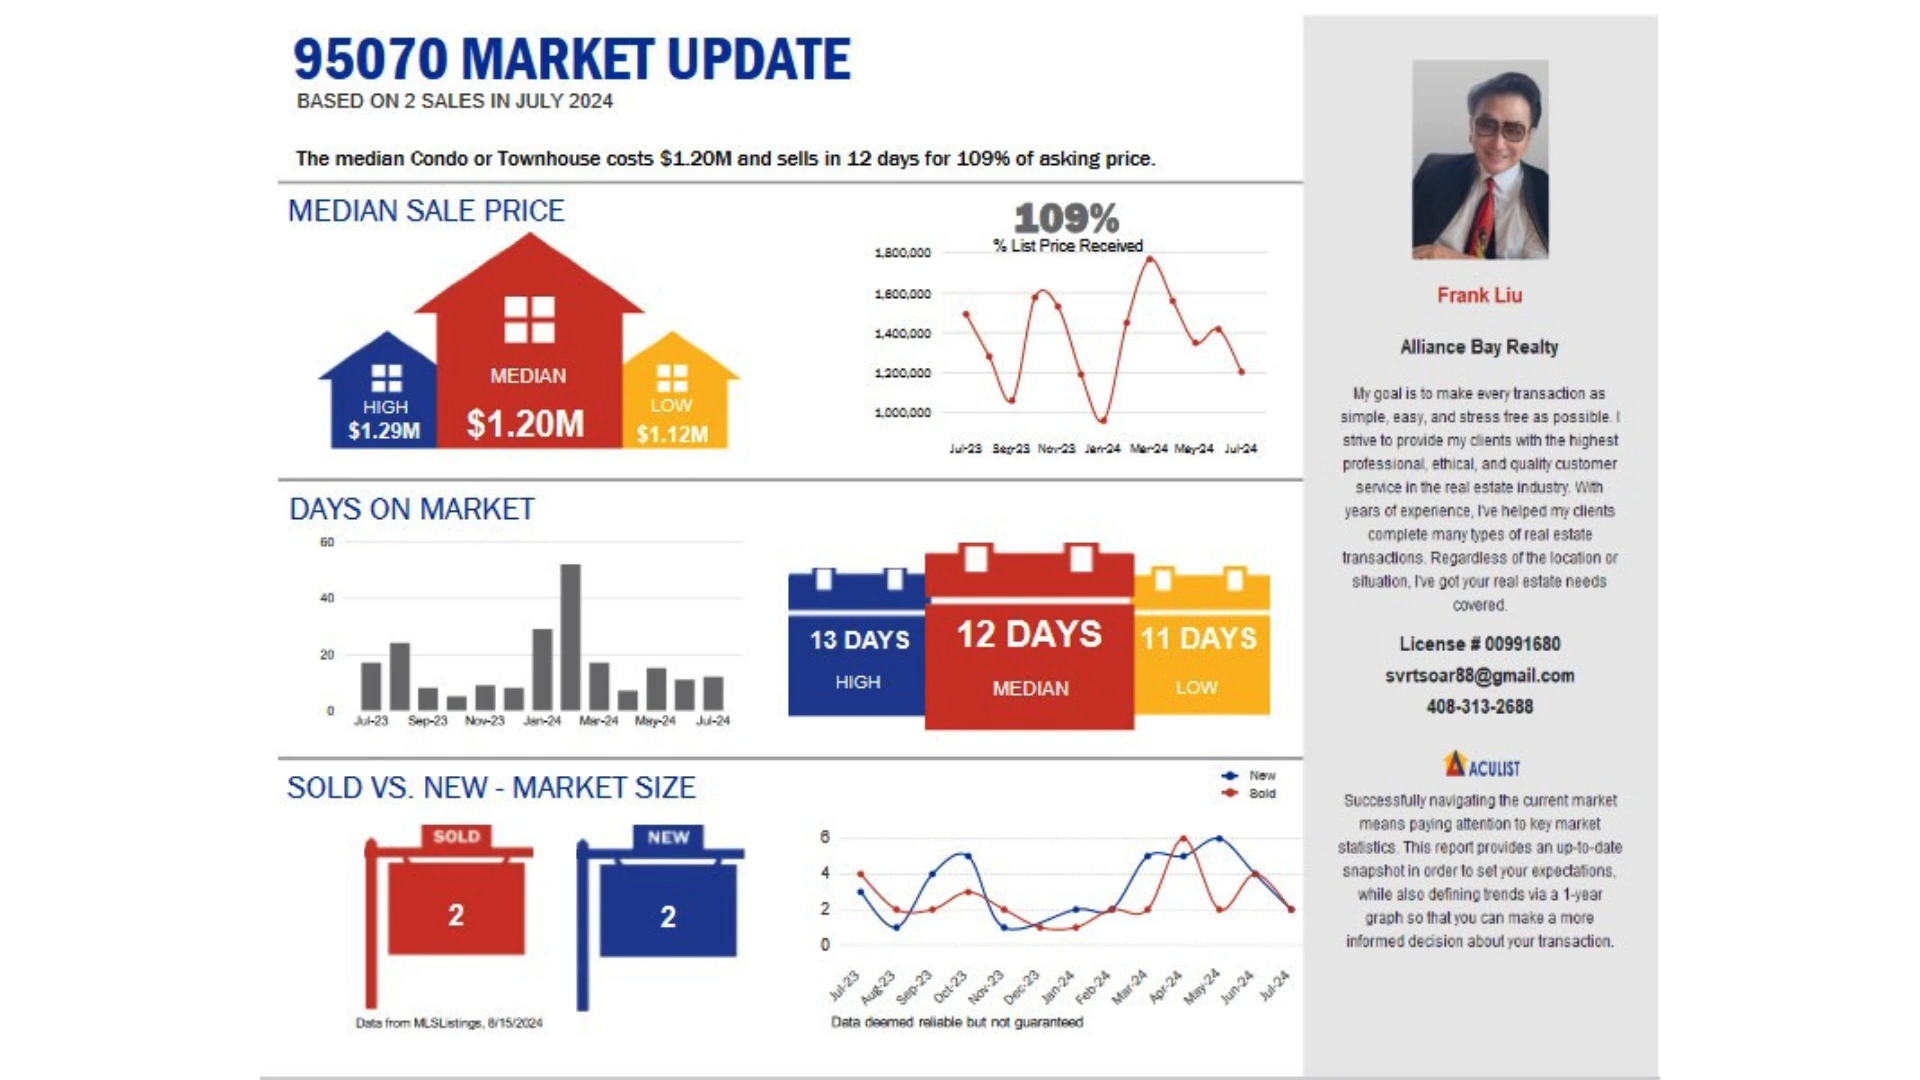 95070 MARKET UPDATE
BASED ON 2 SALES IN JULY 2024
The median Condo or Townhouse costs $1.20M and sells in 12 days for 109% of asking price.
MEDIAN SALE PRICE
HIGH
$1.29M
MEDIAN
$1.20M
LOW
$1.12M
109%
% List Price Received
1,800,000
1,600,000
1,400,000
1,200,000
1,000,000
Jul-23 Sep-23 Nov-23 Jan-24 Mar-24 May-24 Jul-24
DAYS ON MARKET
60
40
20
0
Jul-23 Sep-23 Nov-23 Jan-24 Mar-24 May-24 Jul-24
13 DAYS
HIGH
12 DAYS
MEDIAN
11 DAYS
LOW
SOLD VS. NEW - MARKET SIZE
SOLD
2
NEW
2
Data from MLSListings, 8/15/2024
New
Sold
6
4
2
0
Jul-23 Aug-23 Sep-23 Oct-23 Nov-23 Dec-23 Jan-24 Feb-24 Mar-24 Apr-24 May-24 Jun-24 Jul-24
Data deemed reliable but not guaranteed
Frank Liu
Alliance Bay Realty
My goal is to make every transaction as
simple, easy, and stress free as possible. I
strive to provide my clients with the highest
professional, ethical, and quality customer
service in the real estate industry. With
years of experience, I've helped my clients
complete many types of real estate
transactions. Regardless of the location or
situation, I've got your real estate needs
covered.
License # 00991680
svrtsoar88@gmail.com
408-313-2688
ACULIST
Successfully navigating the current market
means paying attention to key market
statistics. This report provides an up-to-date
snapshot in order to set your expectations,
while also defining trends via a 1-year
graph so that you can make a more
informed decision about your transaction.